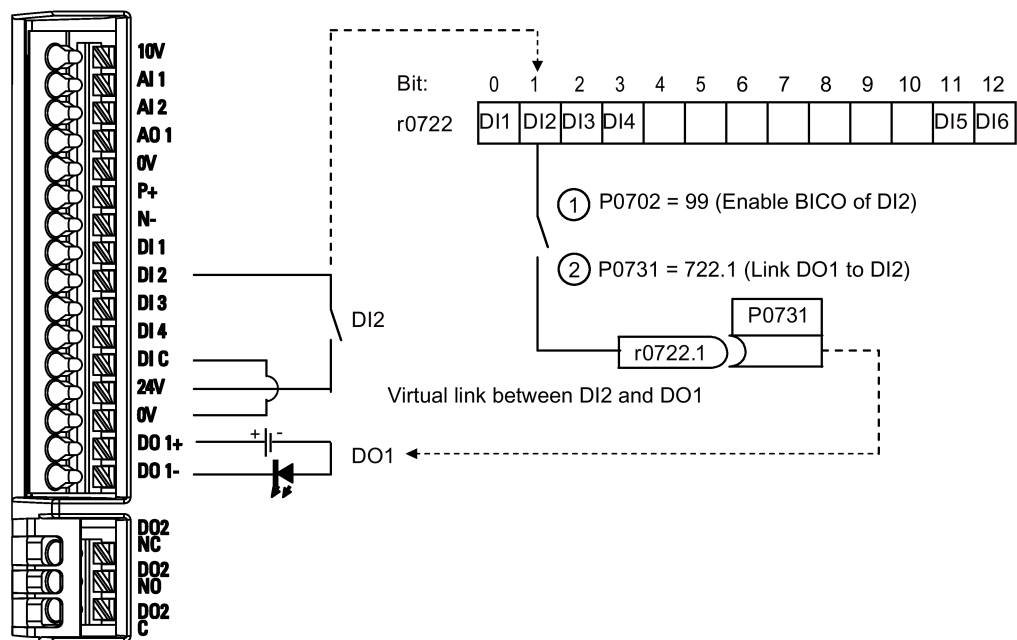 10V
AI 1
AI 2
AO 1
0V
P+
N-
DI 1
DI 2
DI 3
DI 4
DI C
24V
0V
DO 1+
DO 1-
DO2
NC
DO2
NO
DO2
C
DI2
+ -
DO1
Bit: 0 1 2 3 4 5 6 7 8 9 10 11 12
r0722 DI1 DI2 DI3 DI4 DI5 DI6
1 P0702 = 99 (Enable BICO of DI2)
2 P0731 = 722.1 (Link DO1 to DI2)
P0731
r0722.1
Virtual link between DI2 and DO1